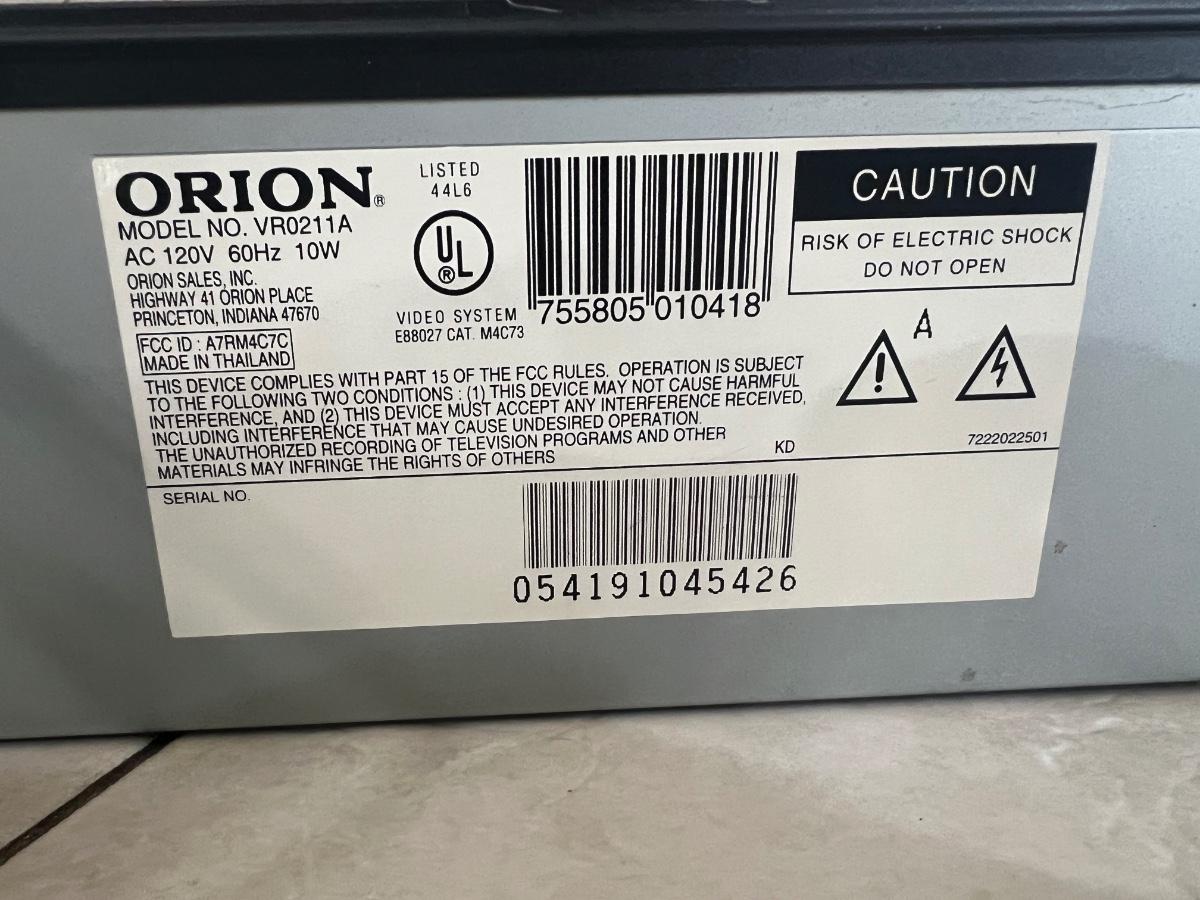 ORION®
MODEL NO. VR0211A
AC 120V 60Hz 10W
ORION SALES, INC.
HIGHWAY 41 ORION PLACE
PRINCETON, INDIANA 47670
FCC ID : A7RM4C7C
MADE IN THAILAND
LISTED
44L6
UL®
VIDEO SYSTEM
E88027 CAT. M4C73
755805 010418
CAUTION
RISK OF ELECTRIC SHOCK
DO NOT OPEN
A
THIS DEVICE COMPLIES WITH PART 15 OF THE FCC RULES. OPERATION IS SUBJECT
TO THE FOLLOWING TWO CONDITIONS : (1) THIS DEVICE MAY NOT CAUSE HARMFUL
INTERFERENCE, AND (2) THIS DEVICE MUST ACCEPT ANY INTERFERENCE RECEIVED,
INCLUDING INTERFERENCE THAT MAY CAUSE UNDESIRED OPERATION.
THE UNAUTHORIZED RECORDING OF TELEVISION PROGRAMS AND OTHER
MATERIALS MAY INFRINGE THE RIGHTS OF OTHERS
KD
7222022501
SERIAL NO.
054191045426